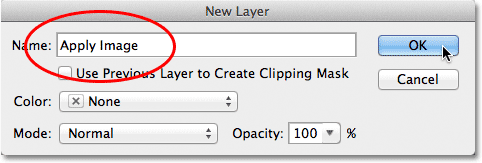 New Layer
Name: Apply Image
OK
Use Previous Layer to Create Clipping Mask
Cancel
Color: None
Mode: Normal Opacity: 100 %